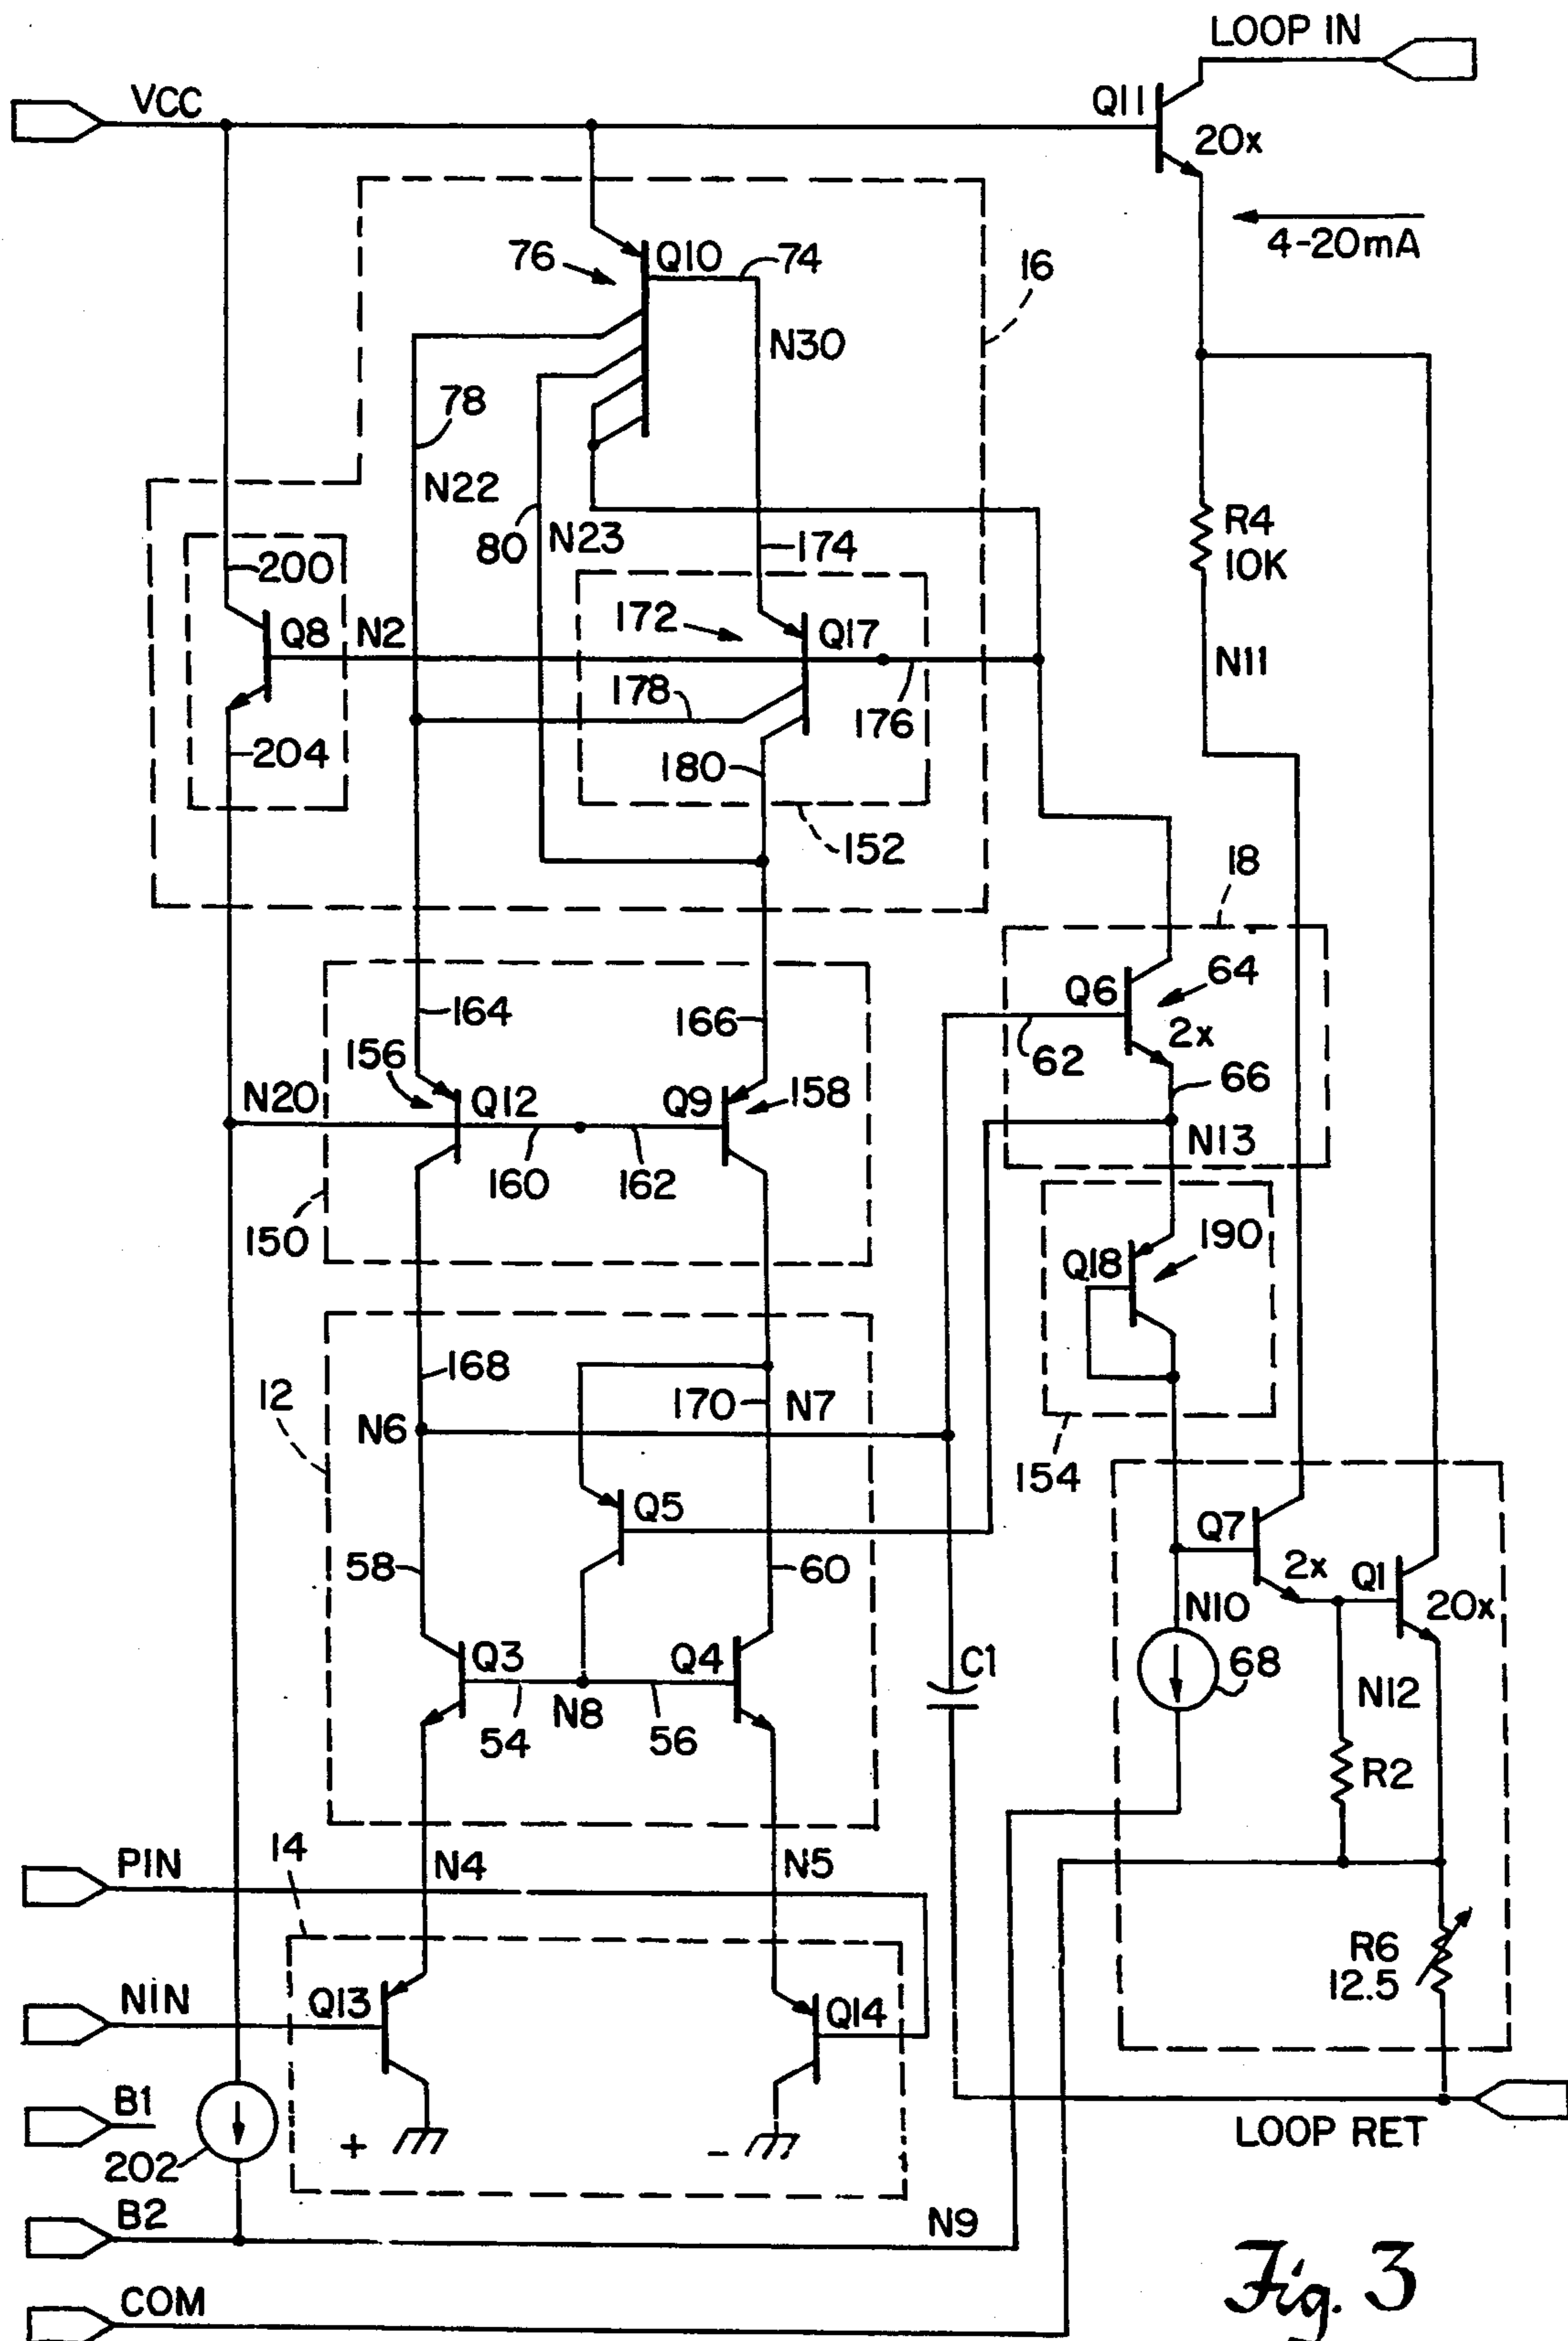 LOOP IN
VCC
Q11
20x
4-20mA
76
Q10
74
16
N30
78
N22
80
N23
174
R4
10K
200
Q8
N2
172
Q17
N11
178
176
204
180
152
18
164
166
Q6
64
2x
62
156
66
N20
Q12
Q9
158
N13
160
162
150
190
Q18
168
12
170
N7
N6
154
Q5
Q7
58
60
2x
Q1
N10
20x
Q3
Q4
C1
68
N8
N12
54
56
R2
14
PIN
N4
N5
R6
12.5
NIN
Q13
Q14
B1
+
-
LOOP RET
202
B2
N9
COM
Fig. 3